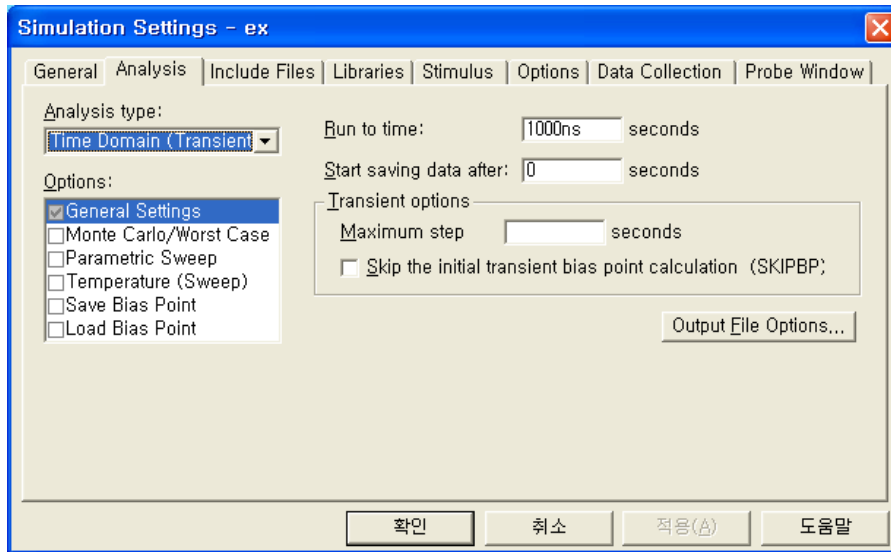 Simulation Settings - ex
General Analysis Include Files Libraries Stimulus Options Data Collection Probe Window
Analysis type:
Time Domain (Transient
Options:
General Settings
Monte Carlo/Worst Case
Parametric Sweep
Temperature (Sweep)
Save Bias Point
Load Bias Point
Run to time: 1000ns seconds
Start saving data after: 0 seconds
Transient options
Maximum step seconds
Skip the initial transient bias point calculation (SKIPBP)
Output File Options...
확인 취소 적용(A) 도움말